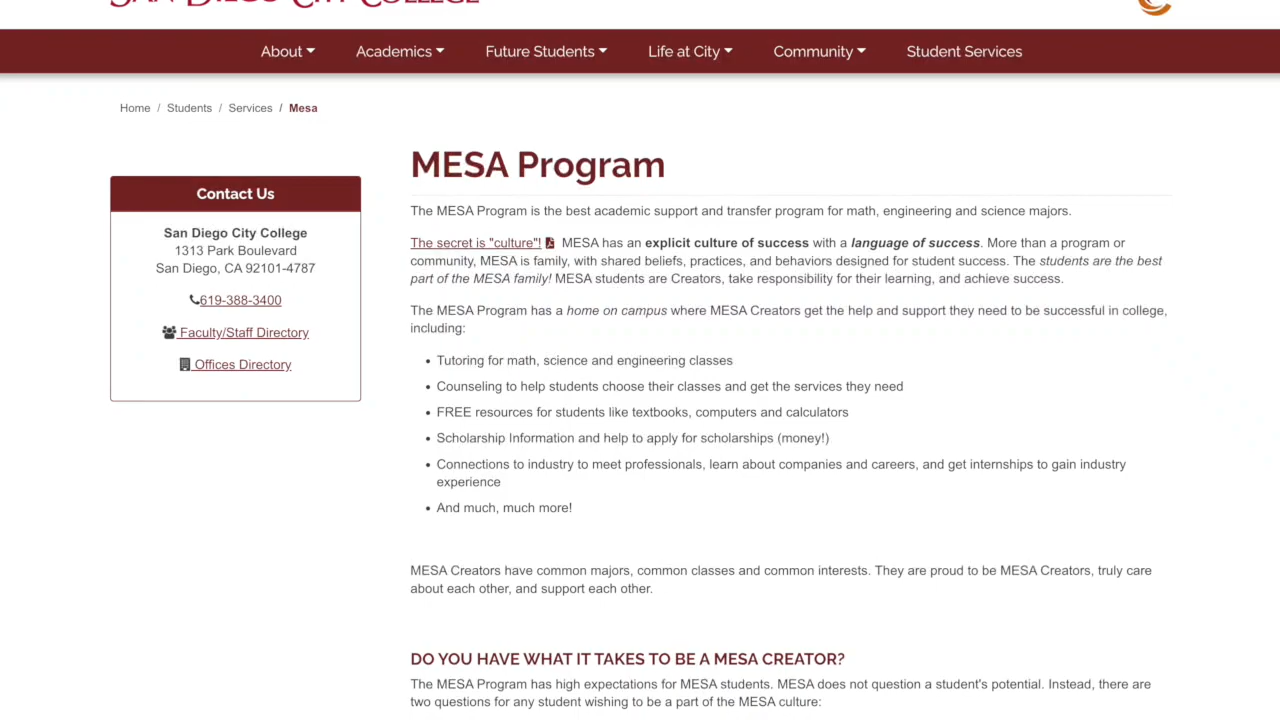 SAN DIEGO CITY COLLEGE
About Academics Future Students Life at City Community Student Services
Home / Students / Services / Mesa
Contact Us
San Diego City College
1313 Park Boulevard
San Diego, CA 92101-4787
619-388-3400
Faculty/Staff Directory
Offices Directory
MESA Program
The MESA Program is the best academic support and transfer program for math, engineering and science majors.
The secret is "culture"! MESA has an explicit culture of success with a language of success. More than a program or
community, MESA is family, with shared beliefs, practices, and behaviors designed for student success. The students are the best
part of the MESA family! MESA students are Creators, take responsibility for their learning, and achieve success.
The MESA Program has a home on campus where MESA Creators get the help and support they need to be successful in college,
including:
• Tutoring for math, science and engineering classes
• Counseling to help students choose their classes and get the services they need
• FREE resources for students like textbooks, computers and calculators
• Scholarship Information and help to apply for scholarships (money!)
• Connections to industry to meet professionals, learn about companies and careers, and get internships to gain industry
experience
• And much, much more!
MESA Creators have common majors, common classes and common interests. They are proud to be MESA Creators, truly care
about each other, and support each other.
DO YOU HAVE WHAT IT TAKES TO BE A MESA CREATOR?
The MESA Program has high expectations for MESA students. MESA does not question a student's potential. Instead, there are
two questions for any student wishing to be a part of the MESA culture: